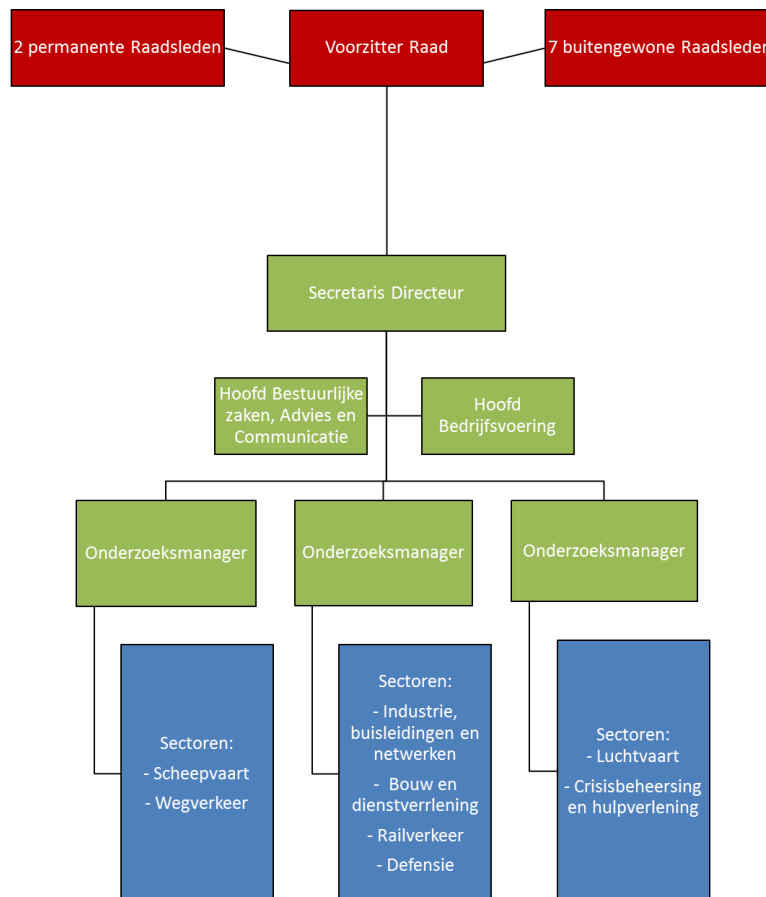 2 permanente Raadsleden
Voorzitter Raad
7 buitengewone Raadsleden
Secretaris Directeur
Hoofd Bestuurlijke
zaken, Advies en
Communicatie
Hoofd
Bedrijfsvoering
Onderzoeksmanager
Onderzoeksmanager
Onderzoeksmanager
Sectoren:
- Scheepvaart
- Wegverkeer
Sectoren:
- Industrie,
buisleidingen en
netwerken
- Bouw en
dienstverrlening
- Railverkeer
- Defensie
Sectoren:
- Luchtvaart
- Crisisbeheersing
en hulpverlening